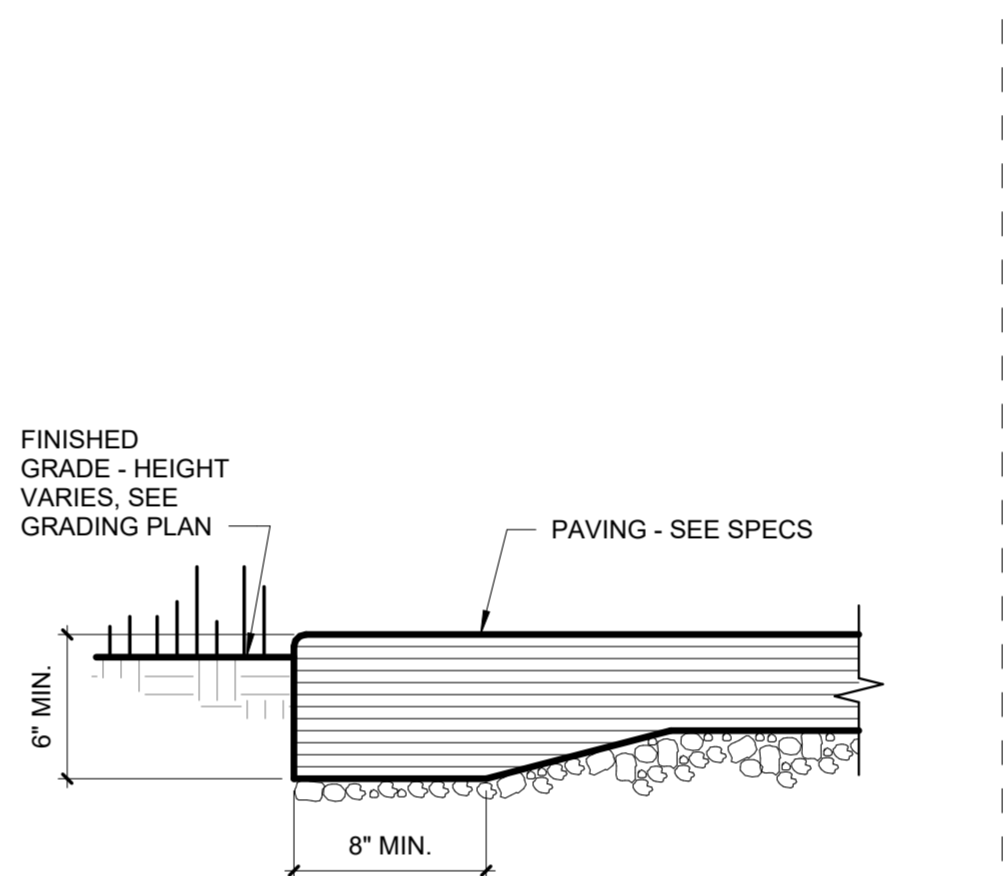 FINISHED
GRADE - HEIGHT
VARIES, SEE
GRADING PLAN
PAVING - SEE SPECS
6" MIN.
8" MIN.